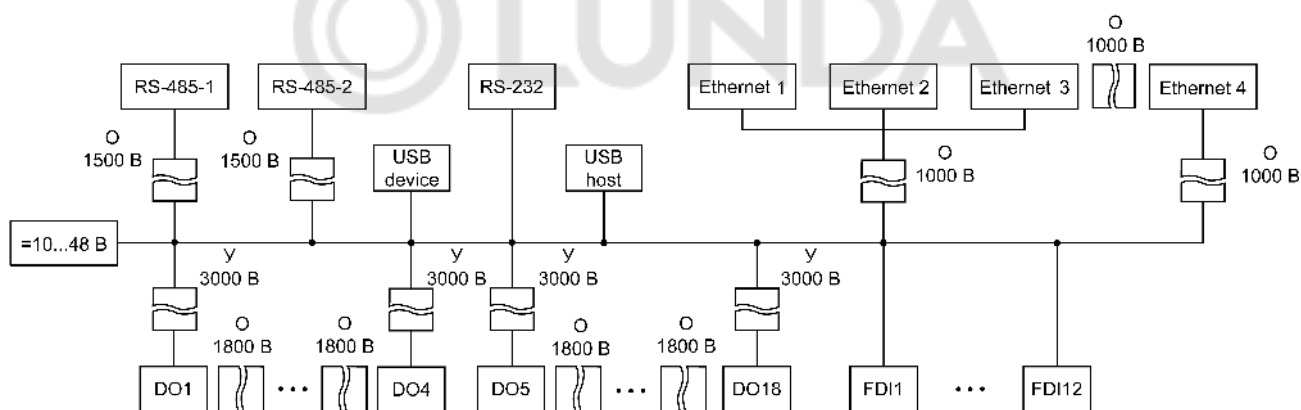 LUNDA
О
1000 В
RS-485-1
RS-485-2
RS-232
Ethernet 1
Ethernet 2
Ethernet 3
Ethernet 4
О
1500 В
О
1500 В
USB
device
USB
host
О
1000 В
О
1000 В
=10...48 В
У
3000 В
У
3000 В
У
3000 В
У
3000 В
О
1800 В
О
1800 В
О
1800 В
О
1800 В
DO1
...
DO4
DO5
...
DO18
FDI1
...
FDI12